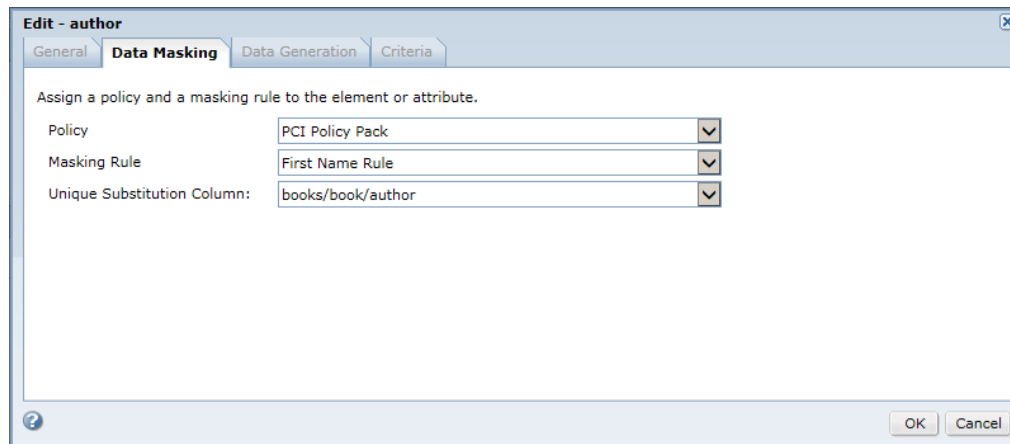 Edit - author
General Data Masking Data Generation Criteria
Assign a policy and a masking rule to the element or attribute.
Policy PCI Policy Pack
Masking Rule First Name Rule
Unique Substitution Column: books/book/author
? OK Cancel